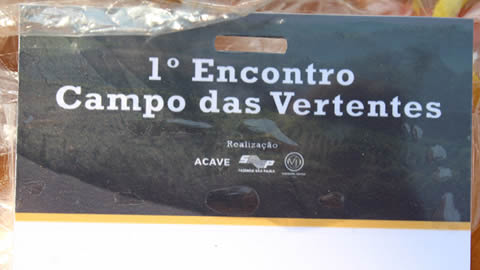 1º Encontro
Campo das Vertentes
Realização
ACAVE
FAZENDA SÃO PAULO